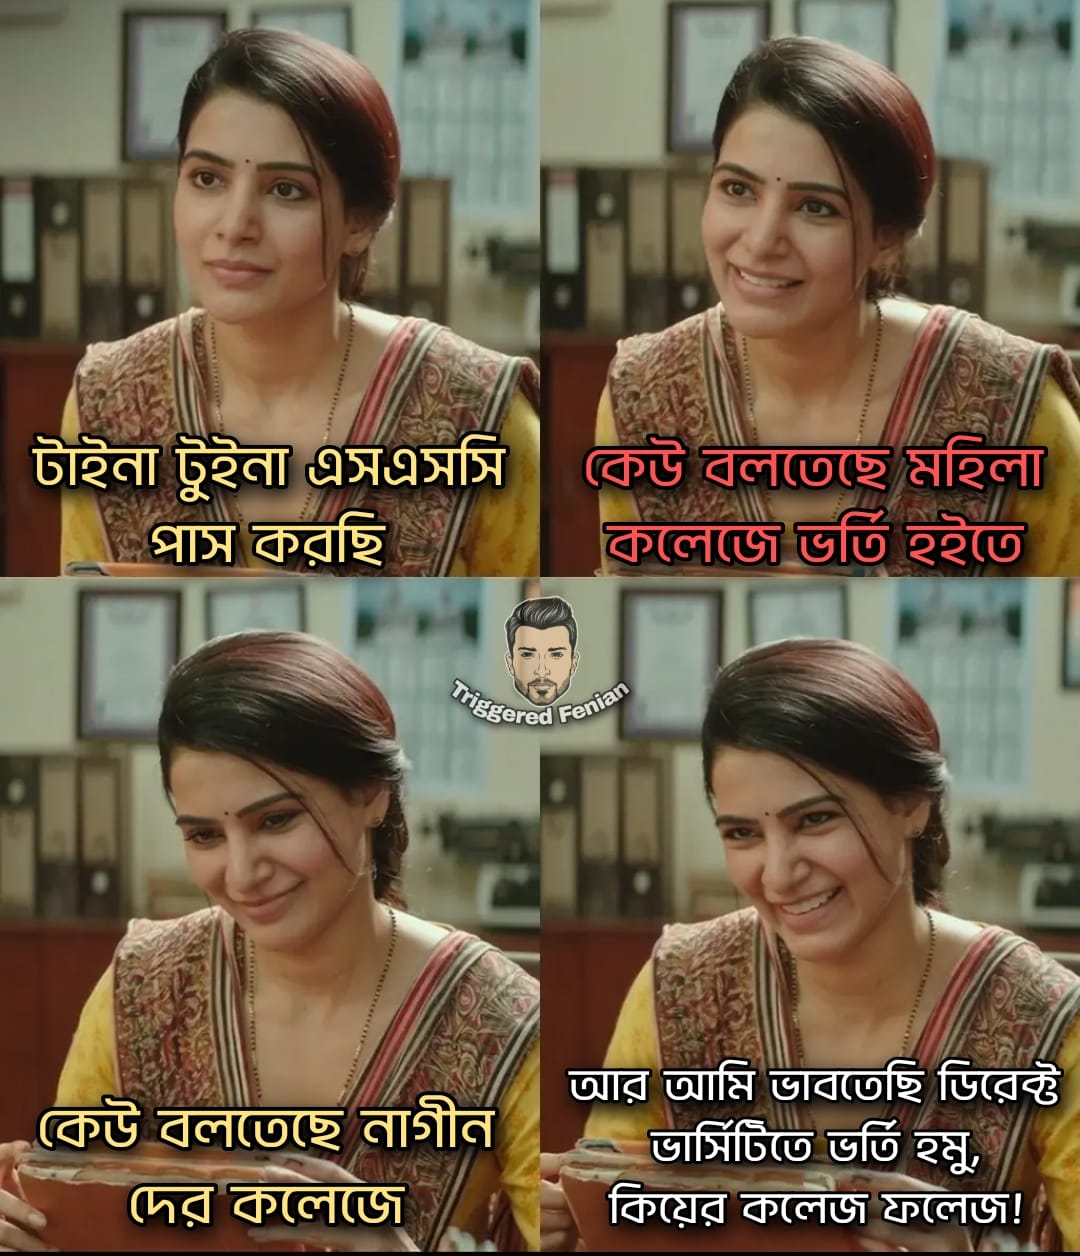 টাইনা টুইনা এসএসসি
পাস করছি
কেউ বলতেছে মহিলা
কলেজে ভর্তি হইতে
Triggered Fenian
কেউ বলতেছে নাগীন
দের কলেজে
আর আমি ভাবতেছি ডিরেক্ট
ভার্সিটিতে ভর্তি হমু,
কিয়ের কলেজ ফলেজ!